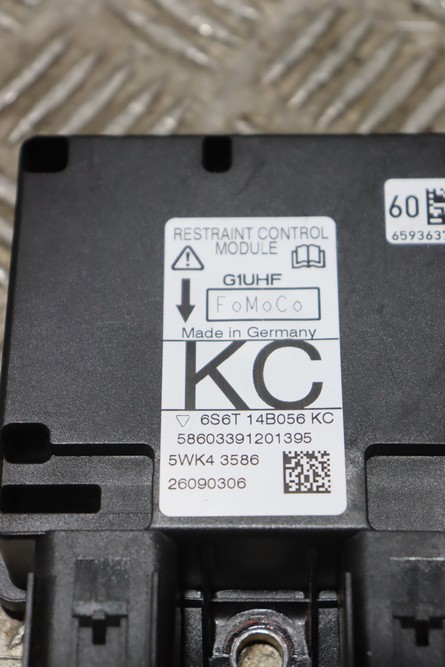 60
RESTRAINT CONTROL
MODULE
G1UHF
FoMoCo
Made in Germany
KC
6S6T 14B056 KC
58603391201395
5WK4 3586
26090306